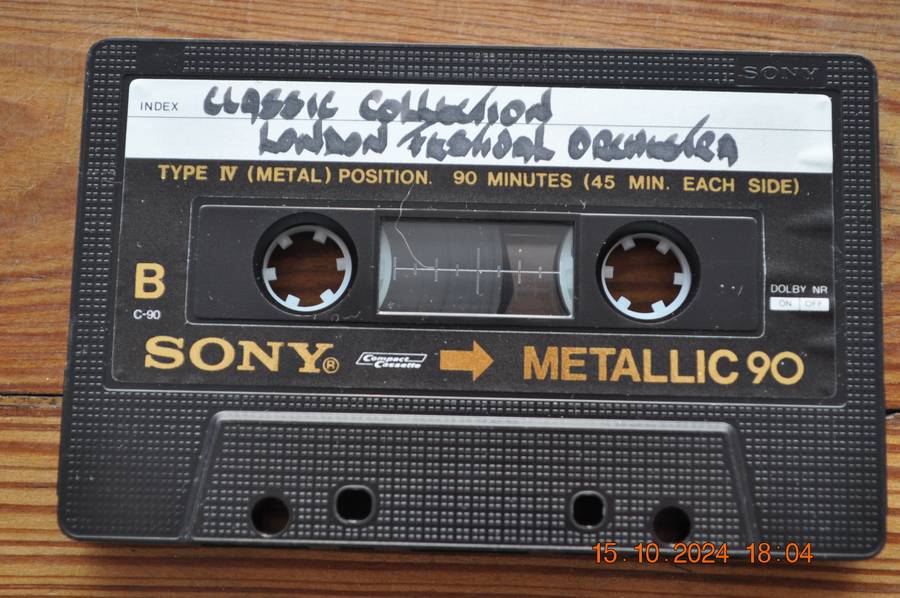 SONY
INDEX
CLASSIC COLLECTION
LONDON FESTIVAL ORCHESTRA
TYPE IV (METAL) POSITION. 90 MINUTES (45 MIN. EACH SIDE)
B
C-90
DOLBY NR
ON OFF
SONY® Compact Cassette METALLIC 90
15.10.2024 18:04